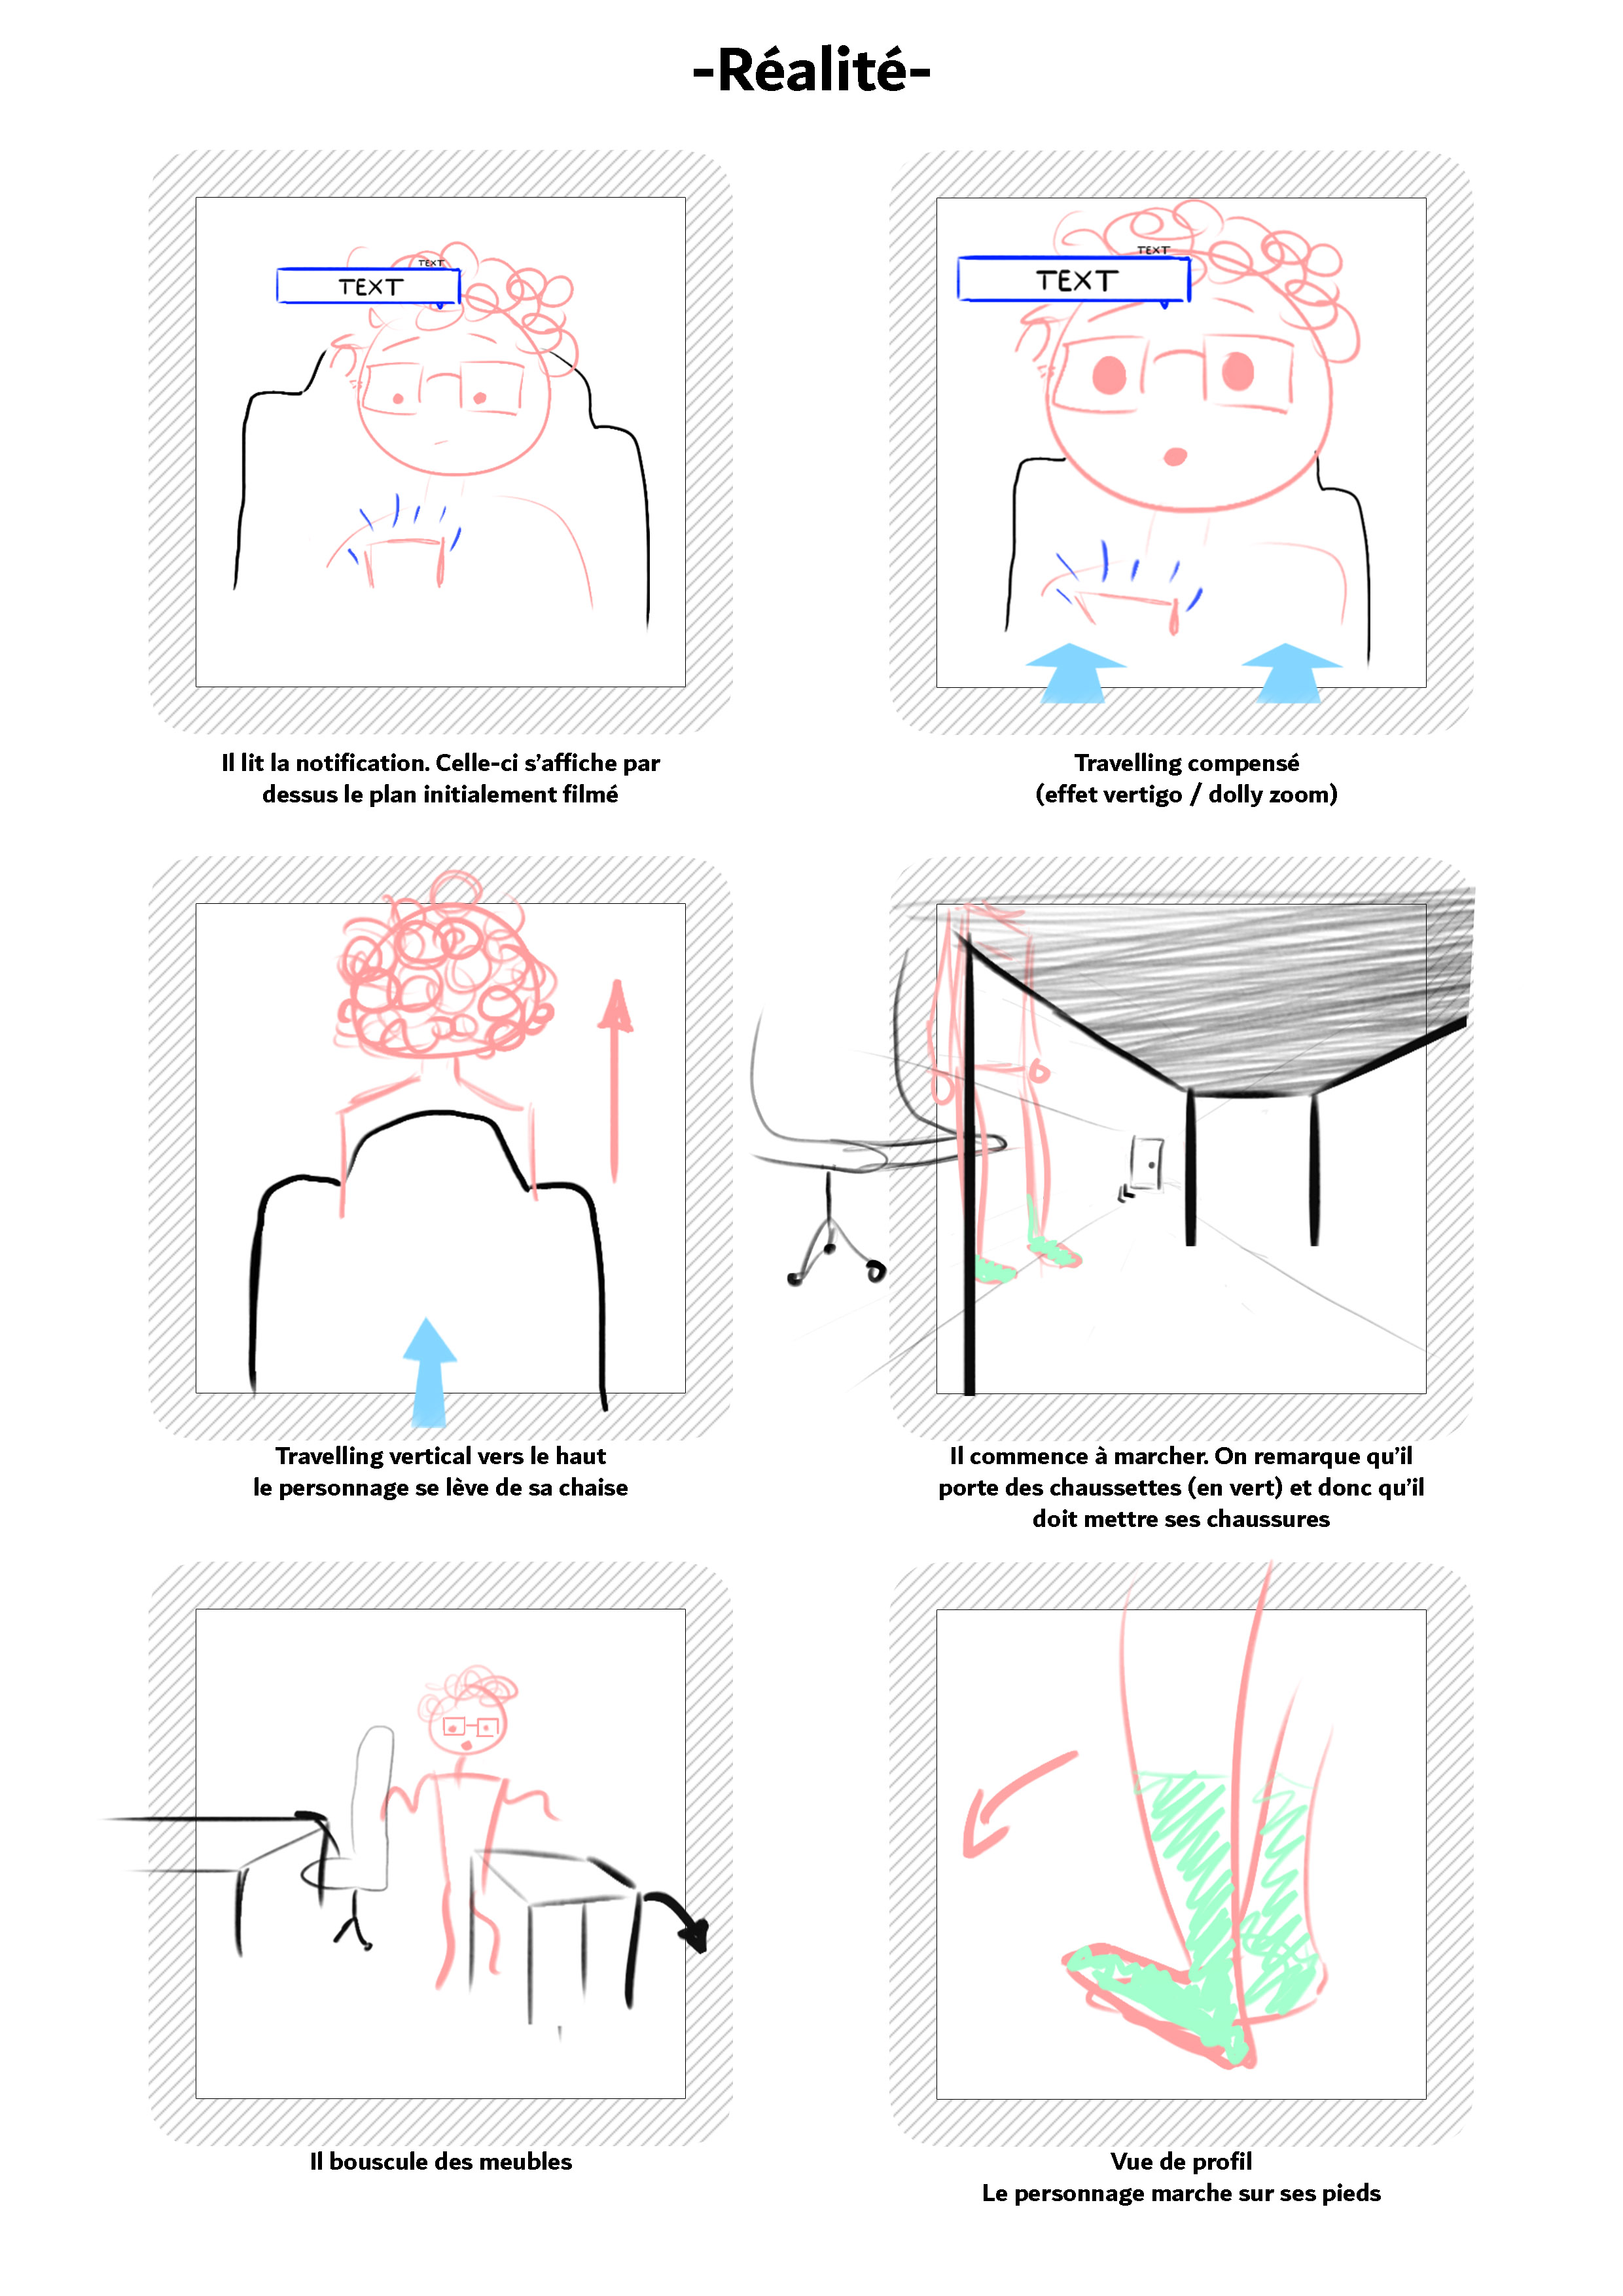 -Réalité-
TEXT
TEXT
TEXT
TEXT
Il lit la notification. Celle-ci s'affiche par
dessus le plan initialement filmé
Travelling compensé
(effet vertigo / dolly zoom)
Travelling vertical vers le haut
le personnage se lève de sa chaise
Il commence à marcher. On remarque qu'il
porte des chaussettes (en vert) et donc qu'il
doit mettre ses chaussures
Il bouscule des meubles
Vue de profil
Le personnage marche sur ses pieds